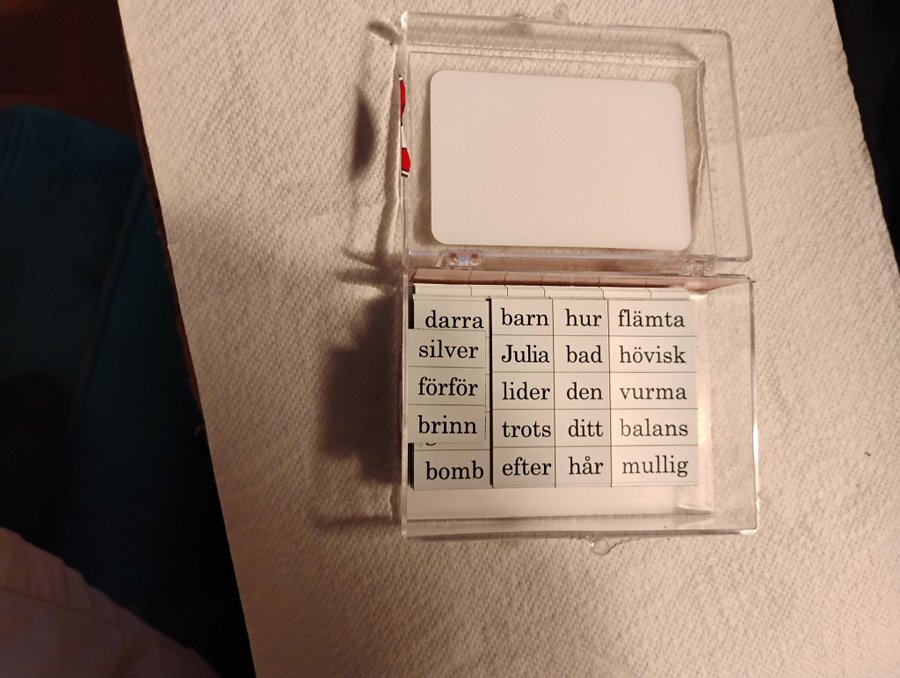 darra barn hur flämta
silver Julia bad hövisk
förför lider den vurma
brinn trots ditt balans
bomb efter hår mullig